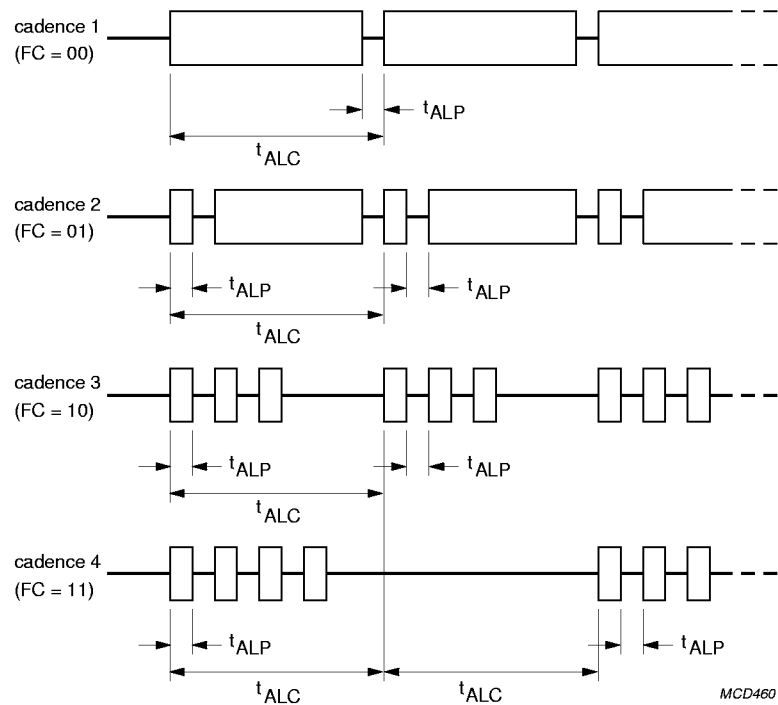 cadence 1
(FC = 00)
tALP
tALC
cadence 2
(FC = 01)
tALP
tALP
tALC
cadence 3
(FC = 10)
tALP
tALP
tALC
cadence 4
(FC = 11)
tALP
tALP
tALC
tALC
MCD460